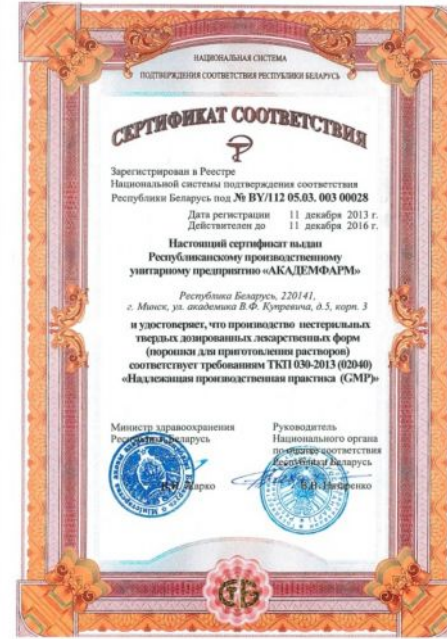 НАЦИОНАЛЬНАЯ СИСТЕМА
ПОДТВЕРЖДЕНИЯ СООТВЕТСТВИЯ РЕСПУБЛИКИ БЕЛАРУСЬ
СЕРТИФИКАТ СООТВЕТСТВИЯ
Зарегистрирован в Реестре
Национальной системы подтверждения соответствия
Республики Беларусь под № BY/112 05.03. 003 00028
Дата регистрации 11 декабря 2013 г.
Действителен до 11 декабря 2016 г.
Настоящий сертификат выдан
Республиканскому производственному
унитарному предприятию «АКАДЕМФАРМ»
Республика Беларусь, 220141,
г. Минск, ул. академика В.Ф. Купревича, д.5, корп. 3
и удостоверяет, что производство нестерильных
твердых дозированных лекарственных форм
(порошки для приготовления растворов)
соответствует требованиям ТКП 030-2013 (02040)
«Надлежащая производственная практика (GMP)»
Министр здравоохранения
Республики Беларусь
Жарко
Руководитель
Национального органа
по оценке соответствия
Республики Беларусь
В.В. Назаренко
СТБ